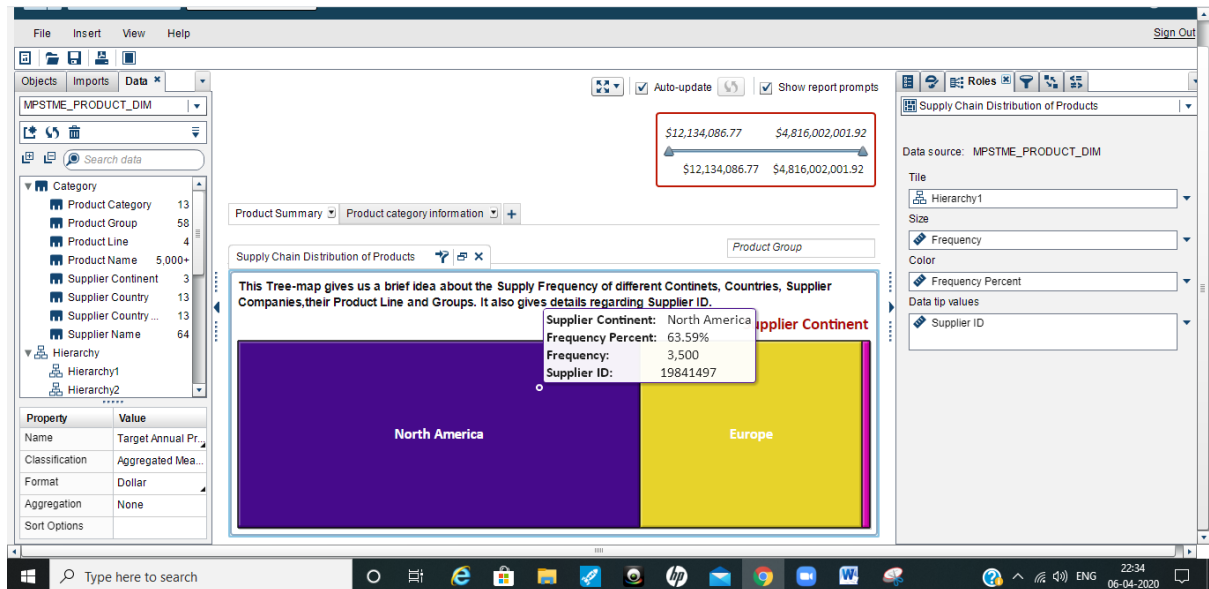 File Insert View Help
Sign Out
Objects Imports Data
MPSTME_PRODUCT_DIM
Search data
Category
Product Category 13
Product Group 58
Product Line 4
Product Name 5,000+
Supplier Continent 3
Supplier Country 13
Supplier Country... 13
Supplier Name 64
Hierarchy
Hierarchy1
Hierarchy2
Property Value
Name Target Annual Pr...
Classification Aggregated Mea...
Format Dollar
Aggregation None
Sort Options
Auto-update Show report prompts
$12,134,086.77 $4,816,002,001.92
$12,134,086.77 $4,816,002,001.92
Product Summary Product category information
Supply Chain Distribution of Products
Product Group
This Tree-map gives us a brief idea about the Supply Frequency of different Continets, Countries, Supplier
Companies,their Product Line and Groups. It also gives details regarding Supplier ID.
upplier Continent
Supplier Continent: North America
Frequency Percent: 63.59%
Frequency: 3,500
Supplier ID: 19841497
North America
Europe
Roles
Supply Chain Distribution of Products
Data source: MPSTME_PRODUCT_DIM
Tile
Hierarchy1
Size
Frequency
Color
Frequency Percent
Data tip values
Supplier ID
Type here to search
hp
W
ENG
22:34
06-04-2020